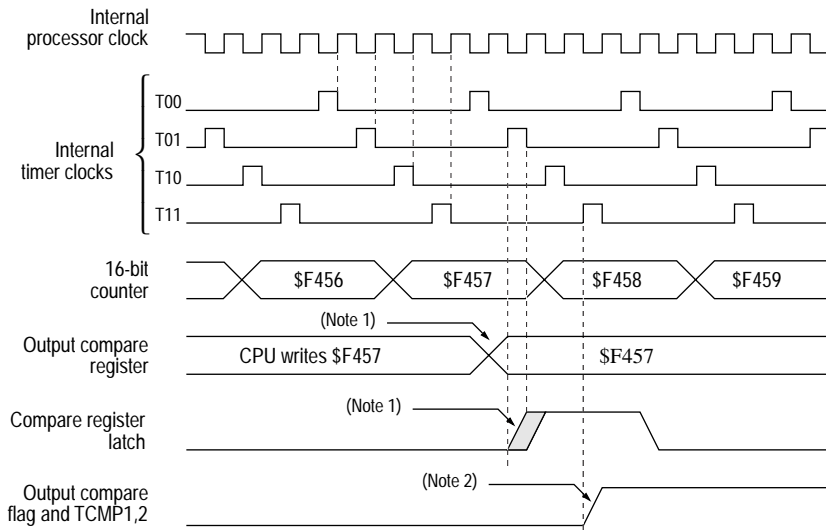 Internal
processor clock
T00
T01
Internal
timer clocks
T10
T11
16-bit
counter
$F456
$F457
$F458
$F459
(Note 1)
Output compare
register
CPU writes $F457
$F457
(Note 1)
Compare register
latch
(Note 2)
Output compare
flag and TCMP1,2